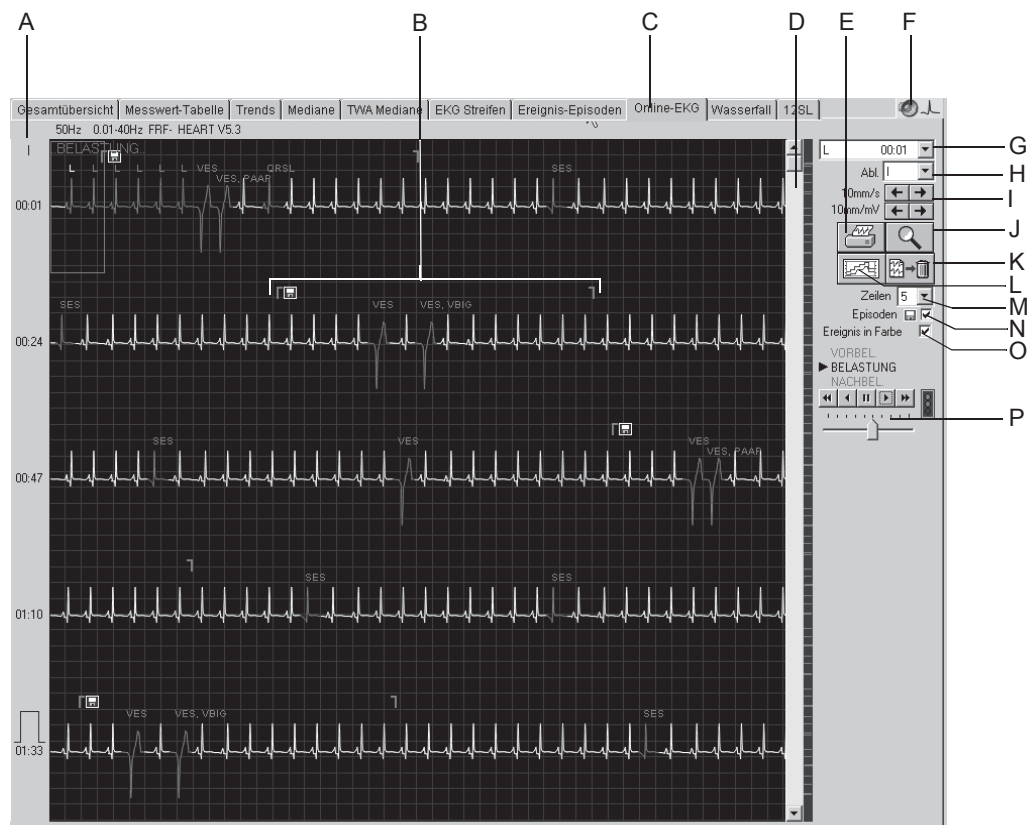 A B C D E F
Gesamtübersicht Messwert-Tabelle Trends Mediane TWA Mediane EKG Streifen Ereignis-Episoden Online-EKG Wasserfall 12SL
50Hz 0.01-40Hz FRF- HEART V5.3
I BELASTUNG
L 00:01 G
L L L L L L VES QRSL SES
Abl. I H
VES, PAAR
10mm/s I
00:01
10mm/mV
J
K
L
Zeilen 5 M
SES VES VES, VBIG
Episoden N
Ereignis in Farbe O
00:24
VORBEL.
BELASTUNG
NACHBEL.
P
SES VES VES
VES, PAAR
00:47
SES SES
01:10
VES VES, VBIG SES
01:33